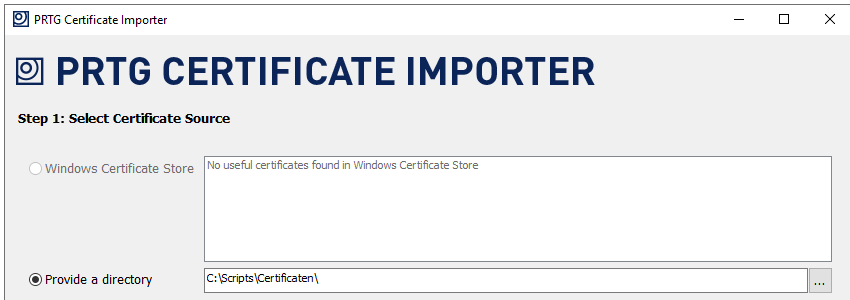 PRTG Certificate Importer
PRTG CERTIFICATE IMPORTER
Step 1: Select Certificate Source
Windows Certificate Store
No useful certificates found in Windows Certificate Store
Provide a directory
C:\Scripts\Certificaten\
...